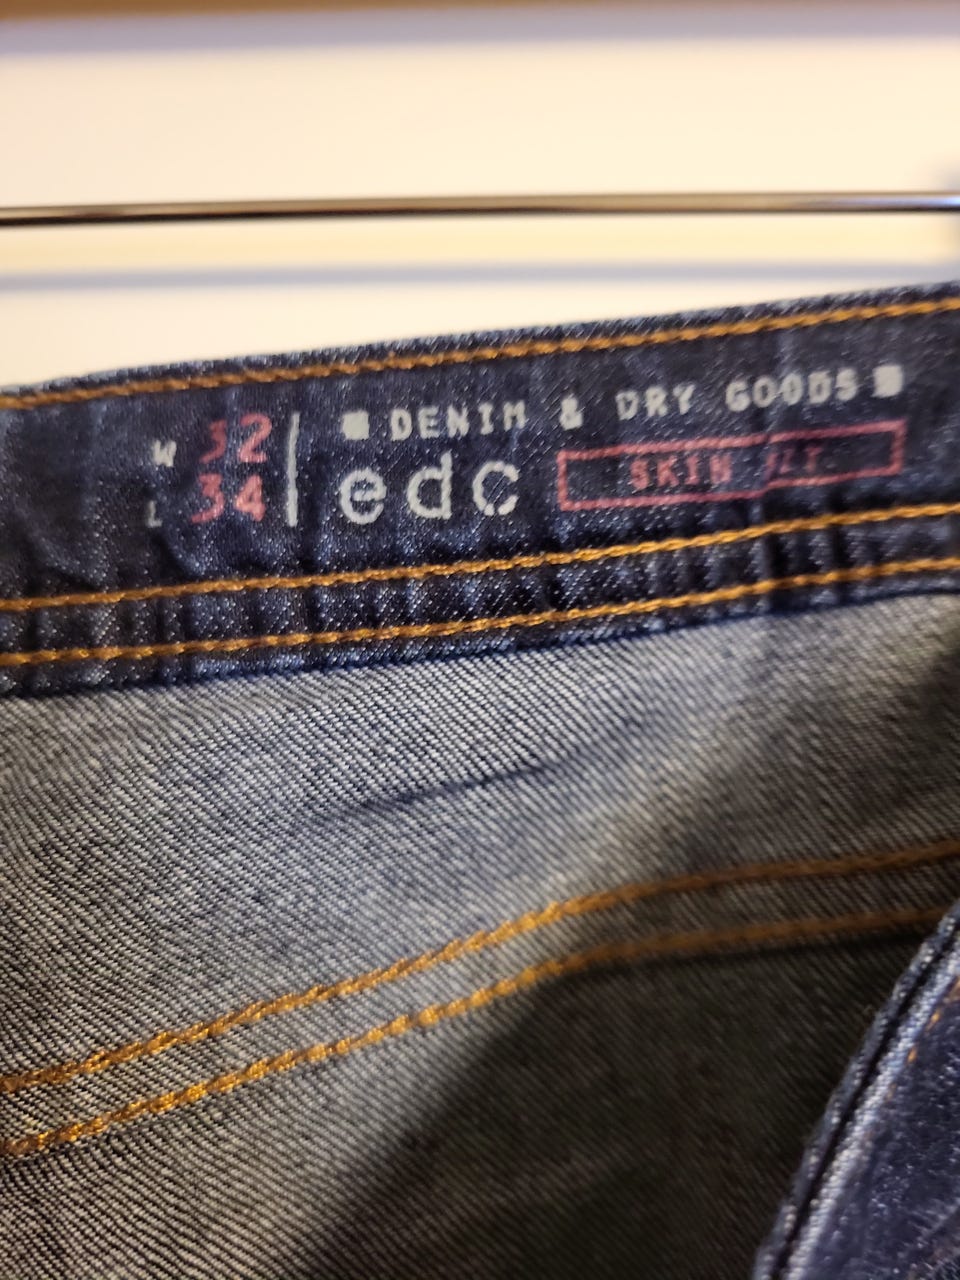 W 32
L 34
DENIM & DRY GOODS
edc
SKIN